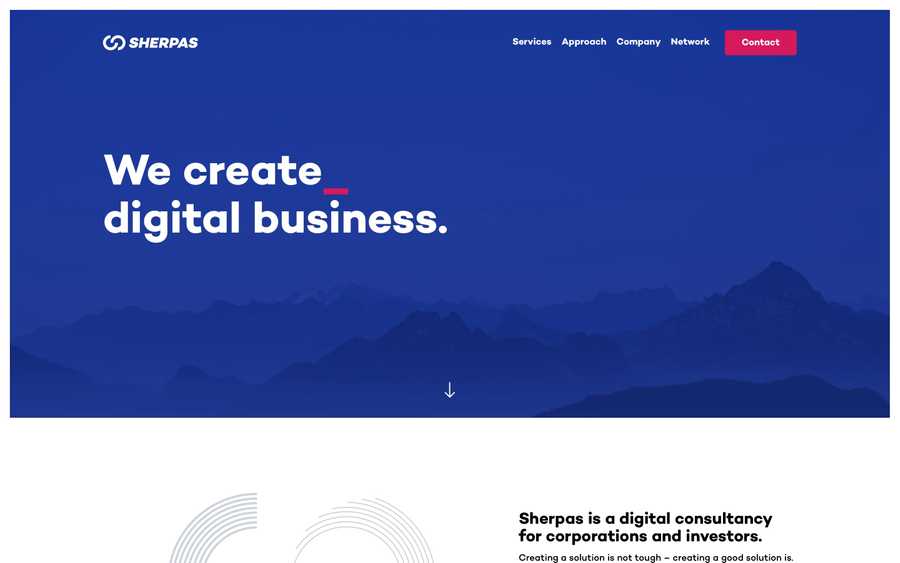 SHERPAS
Services Approach Company Network Contact
We create_
digital business.
Sherpas is a digital consultancy
for corporations and investors.
Creating a solution is not tough – creating a good solution is.